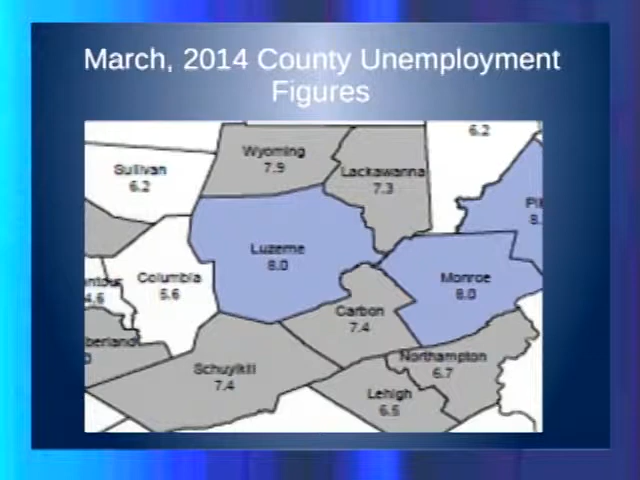 March, 2014 County Unemployment
Figures
6.2
Wyoming
7.9
Sullivan
6.2
Lackawanna
7.3
Luzerne
8.0
Columbia
Monroe
8.0
4.6
Carbon
7.4
Schuylkill
7.4
Northampton
6.7
Lehigh
6.5